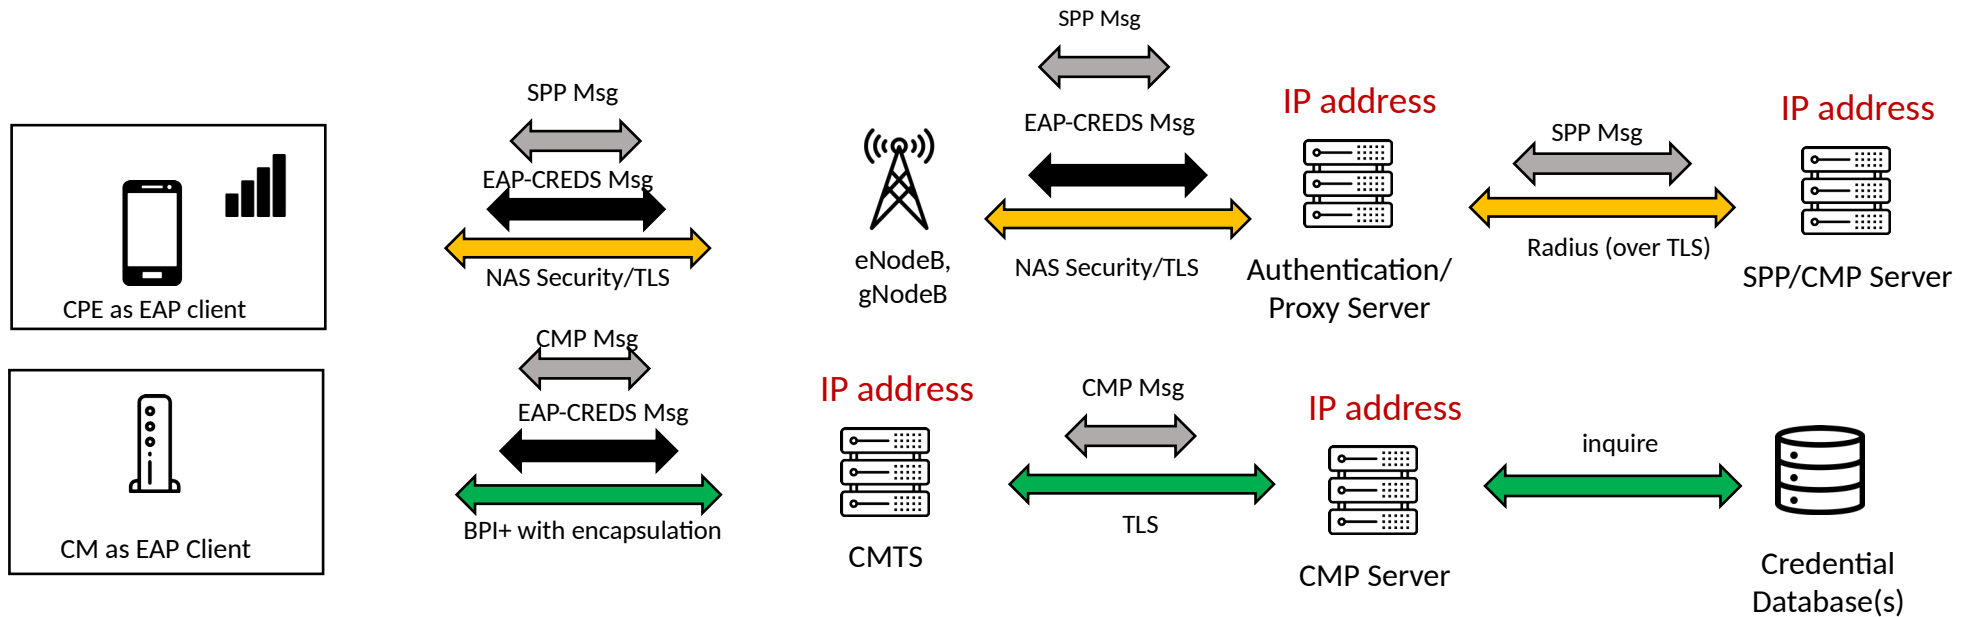 SPP Msg
SPP Msg
IP address
IP address
EAP-CREDS Msg
SPP Msg
EAP-CREDS Msg
CPE as EAP client
NAS Security/TLS
eNodeB,
gNodeB
NAS Security/TLS
Authentication/
Proxy Server
Radius (over TLS)
SPP/CMP Server
CMP Msg
IP address
CMP Msg
IP address
EAP-CREDS Msg
inquire
CM as EAP Client
BPI+ with encapsulation
CMTS
TLS
CMP Server
Credential
Database(s)